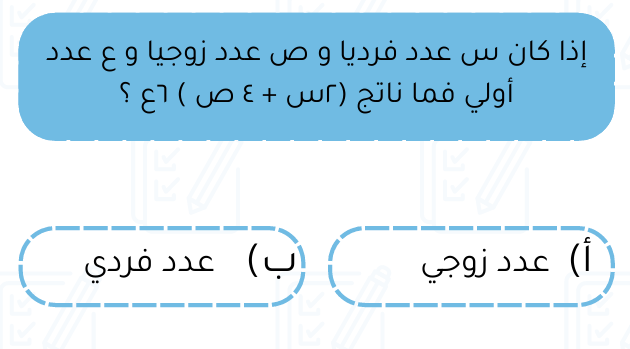 إذا كان س عدد فرديا و ص عدد زوجيا و ع عدد
أولي فما ناتج (٢س + ٤ ص ) ٦ع ؟
أ) عدد زوجي
ب) عدد فردي